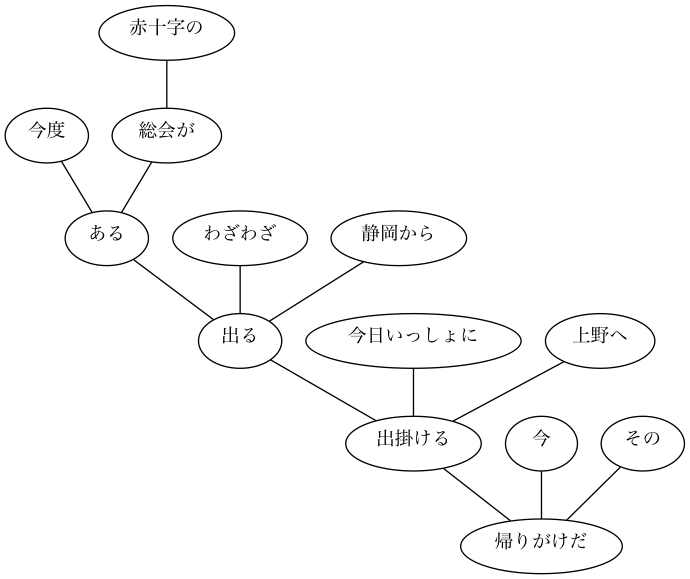 赤十字の
今度
総会が
ある
わざわざ
静岡から
出る
今日いっしょに
上野へ
出掛ける
今
その
帰りがけだ